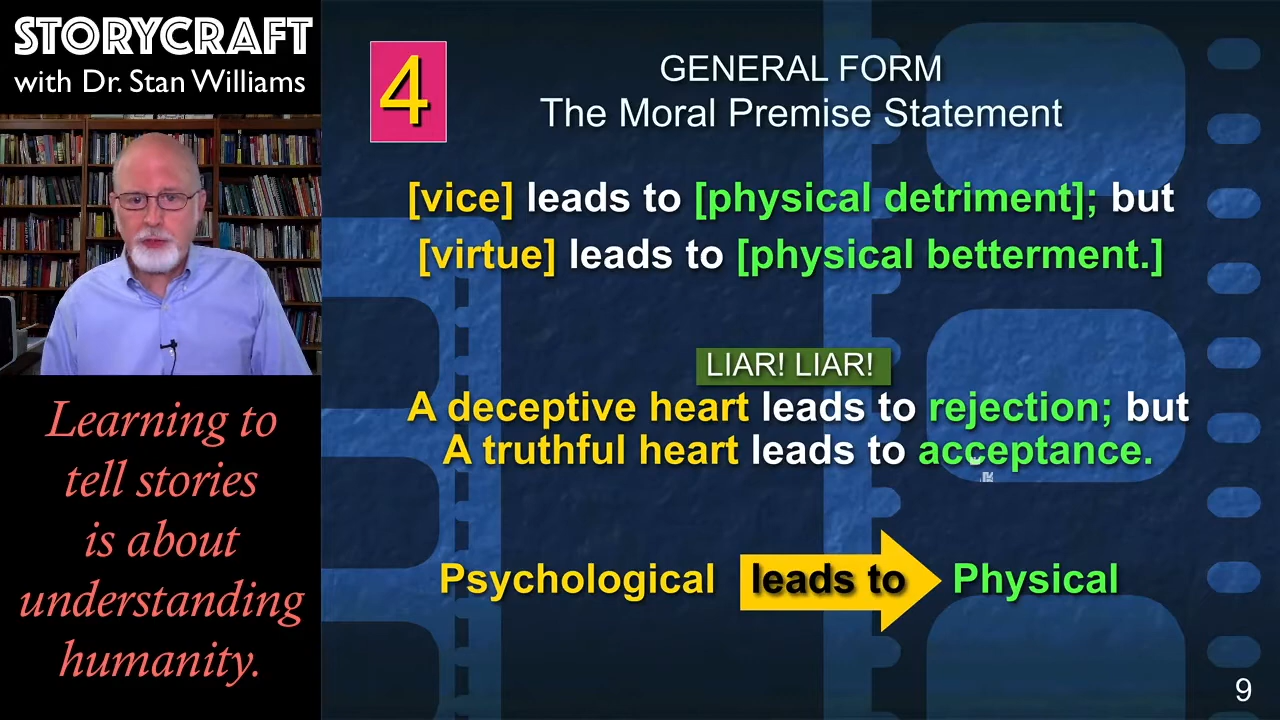 STORYCRAFT
with Dr. Stan Williams
Learning to
tell stories
is about
understanding
humanity.
4
GENERAL FORM
The Moral Premise Statement
[vice] leads to [physical detriment]; but
[virtue] leads to [physical betterment.]
LIAR! LIAR!
A deceptive heart leads to rejection; but
A truthful heart leads to acceptance.
Psychological leads to Physical
9